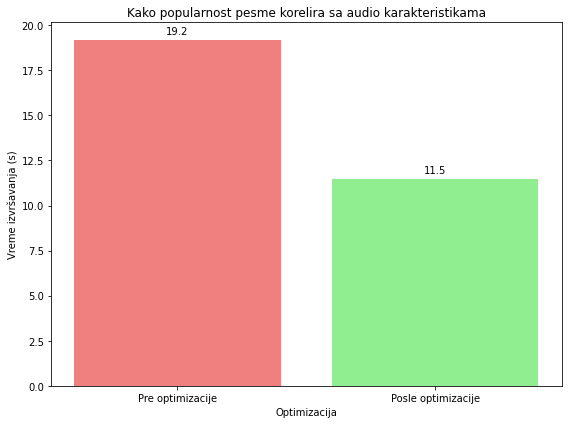 Kako popularnost pesme korelira sa audio karakteristikama
20.0
17.5
15.0
12.5
10.0
7.5
5.0
2.5
0.0
Vreme izvršavanja (s)
19.2
11.5
Pre optimizacije
Posle optimizacije
Optimizacija